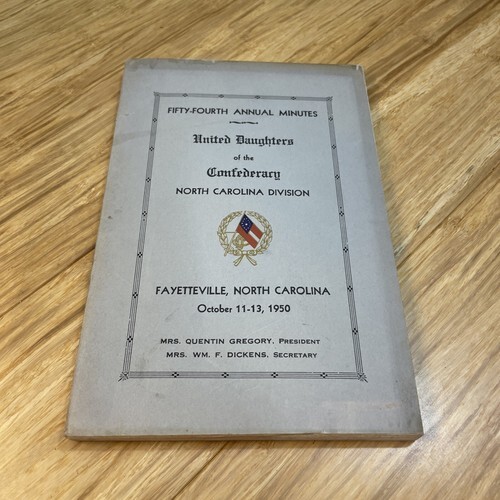 FIFTY-FOURTH ANNUAL MINUTES
United Daughters
of the
Confederacy
NORTH CAROLINA DIVISION
FAYETTEVILLE, NORTH CAROLINA
October 11-13, 1950
MRS. QUENTIN GREGORY, PRESIDENT
MRS. WM. F. DICKENS, SECRETARY